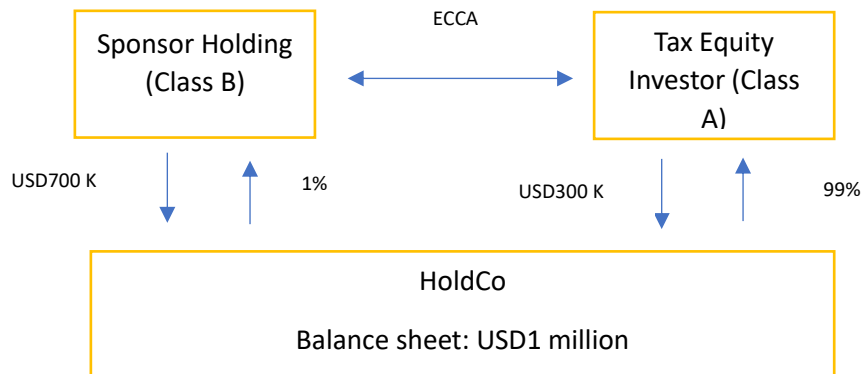 ECCA
Sponsor Holding
(Class B)
Tax Equity
Investor (Class
A)
USD700 K
1%
USD300 K
99%
HoldCo
Balance sheet: USD1 million